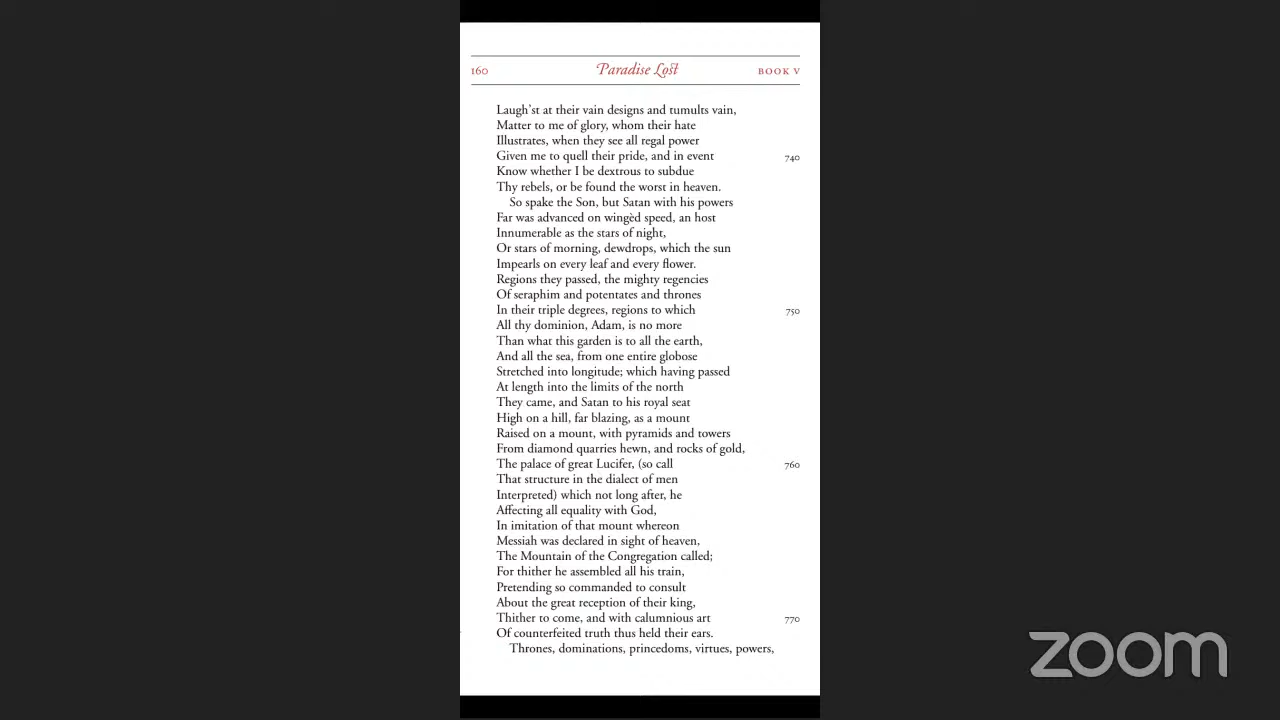 160 Paradise Lost BOOK V
Laugh'st at their vain designs and tumults vain,
Matter to me of glory, whom their hate
Illustrates, when they see all regal power
Given me to quell their pride, and in event 740
Know whether I be dextrous to subdue
Thy rebels, or be found the worst in heaven.
So spake the Son, but Satan with his powers
Far was advanced on wingèd speed, an host
Innumerable as the stars of night,
Or stars of morning, dewdrops, which the sun
Impearls on every leaf and every flower.
Regions they passed, the mighty regencies
Of seraphim and potentates and thrones
In their triple degrees, regions to which 750
All thy dominion, Adam, is no more
Than what this garden is to all the earth,
And all the sea, from one entire globose
Stretched into longitude; which having passed
At length into the limits of the north
They came, and Satan to his royal seat
High on a hill, far blazing, as a mount
Raised on a mount, with pyramids and towers
From diamond quarries hewn, and rocks of gold,
The palace of great Lucifer, (so call 760
That structure in the dialect of men
Interpreted) which not long after, he
Affecting all equality with God,
In imitation of that mount whereon
Messiah was declared in sight of heaven,
The Mountain of the Congregation called;
For thither he assembled all his train,
Pretending so commanded to consult
About the great reception of their king,
Thither to come, and with calumnious art 770
Of counterfeited truth thus held their ears.
Thrones, dominations, princedoms, virtues, powers,
zoom